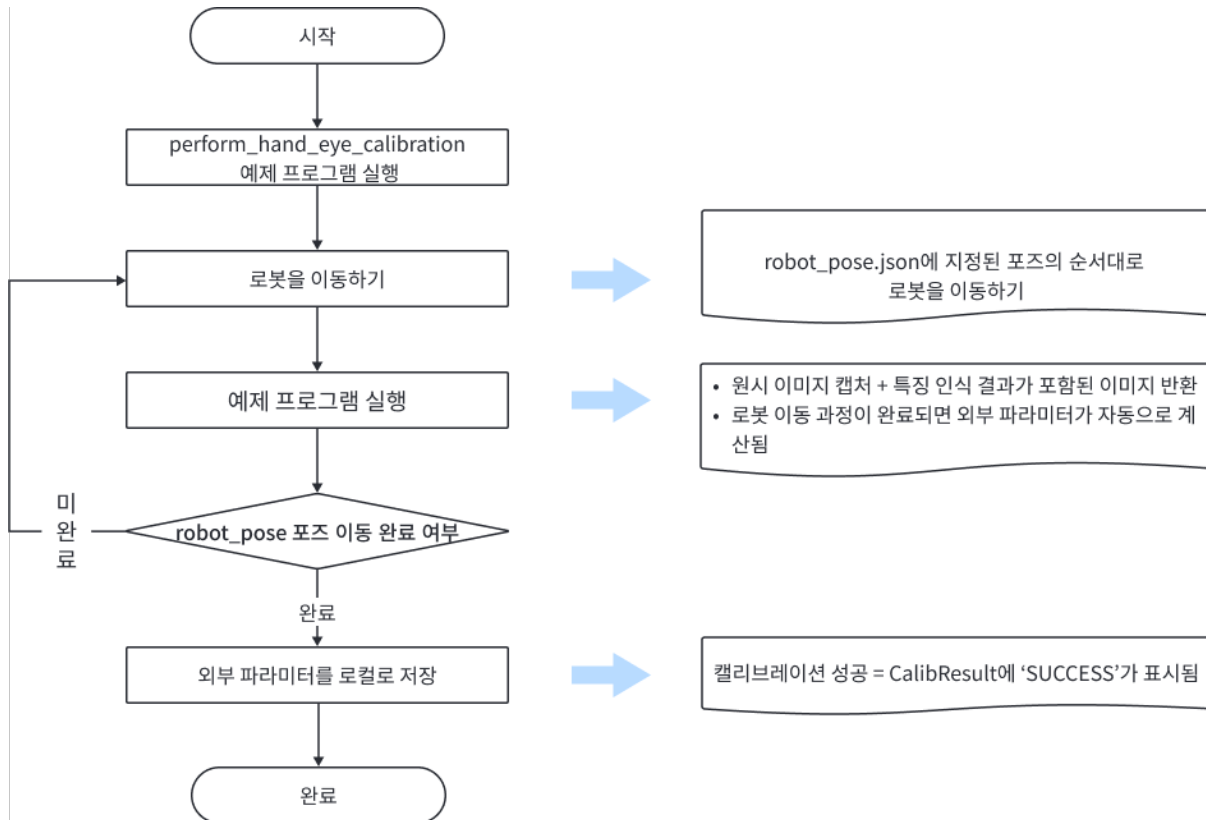 시작
perform_hand_eye_calibration
예제 프로그램 실행
로봇을 이동하기
robot_pose.json에 지정된 포즈의 순서대로
로봇을 이동하기
예제 프로그램 실행
• 원시 이미지 캡처 + 특징 인식 결과가 포함된 이미지 반환
• 로봇 이동 과정이 완료되면 외부 파라미터가 자동으로 계
산됨
미
완
료
robot_pose 포즈 이동 완료 여부
완료
외부 파라미터를 로컬로 저장
캘리브레이션 성공 = CalibResult에 ‘SUCCESS’가 표시됨
완료